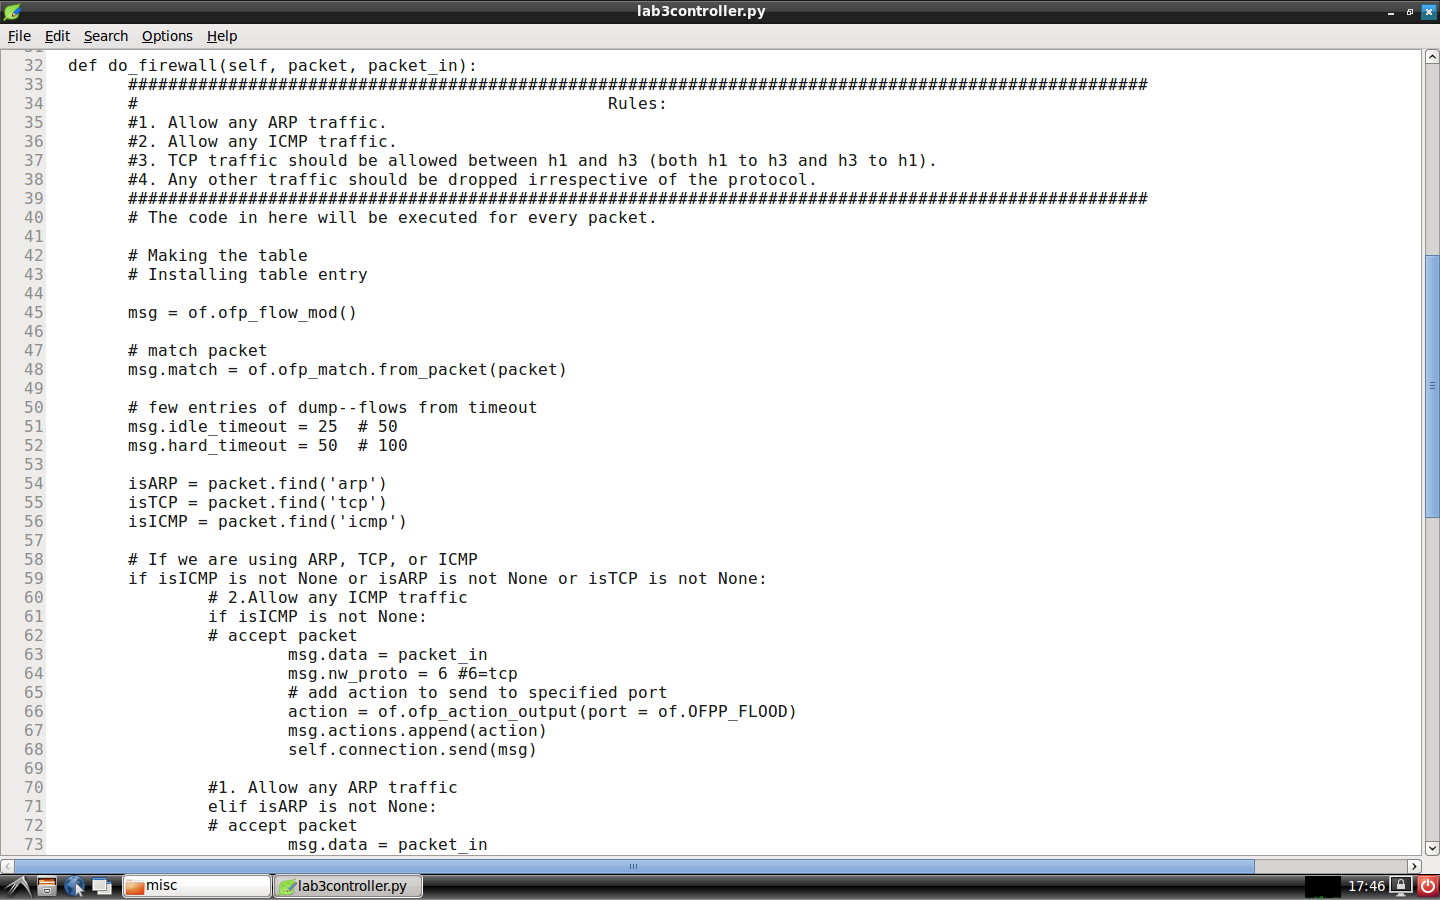 lab3controller.py
File Edit Search Options Help
32 def do_firewall(self, packet, packet_in):
33 ######################################################################################################
34 # Rules:
35 #1. Allow any ARP traffic.
36 #2. Allow any ICMP traffic.
37 #3. TCP traffic should be allowed between h1 and h3 (both h1 to h3 and h3 to h1).
38 #4. Any other traffic should be dropped irrespective of the protocol.
39 ######################################################################################################
40 # The code in here will be executed for every packet.
41
42 # Making the table
43 # Installing table entry
44
45 msg = of.ofp_flow_mod()
46
47 # match packet
48 msg.match = of.ofp_match.from_packet(packet)
49
50 # few entries of dump--flows from timeout
51 msg.idle_timeout = 25  # 50
52 msg.hard_timeout = 50  # 100
53
54 isARP = packet.find('arp')
55 isTCP = packet.find('tcp')
56 isICMP = packet.find('icmp')
57
58 # If we are using ARP, TCP, or ICMP
59 if isICMP is not None or isARP is not None or isTCP is not None:
60 # 2.Allow any ICMP traffic
61 if isICMP is not None:
62 # accept packet
63 msg.data = packet_in
64 msg.nw_proto = 6 #6=tcp
65 # add action to send to specified port
66 action = of.ofp_action_output(port = of.OFPP_FLOOD)
67 msg.actions.append(action)
68 self.connection.send(msg)
69
70 #1. Allow any ARP traffic
71 elif isARP is not None:
72 # accept packet
73 msg.data = packet_in
misc lab3controller.py 17:46